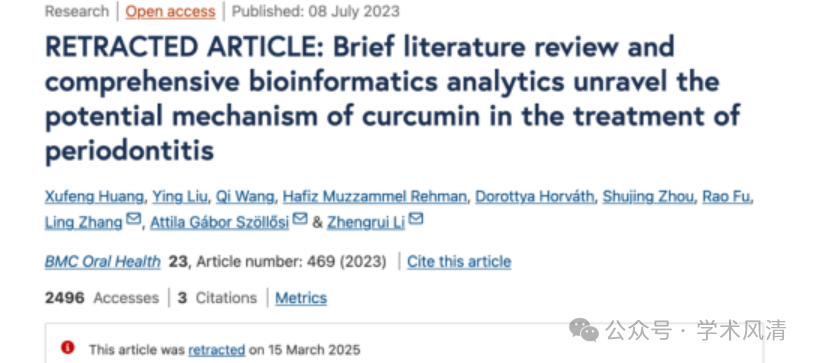 Research | Open access | Published: 08 July 2023
RETRACTED ARTICLE: Brief literature review and
comprehensive bioinformatics analytics unravel the
potential mechanism of curcumin in the treatment of
periodontitis
Xufeng Huang, Ying Liu, Qi Wang, Hafiz Muzzammel Rehman, Dorottya Horváth, Shujing Zhou, Rao Fu,
Ling Zhang, Attila Gábor Szöllősi & Zhengrui Li
BMC Oral Health 23, Article number: 469 (2023) | Cite this article
2496 Accesses | 3 Citations | Metrics
公众号 · 学术风清
This article was retracted on 15 March 2025